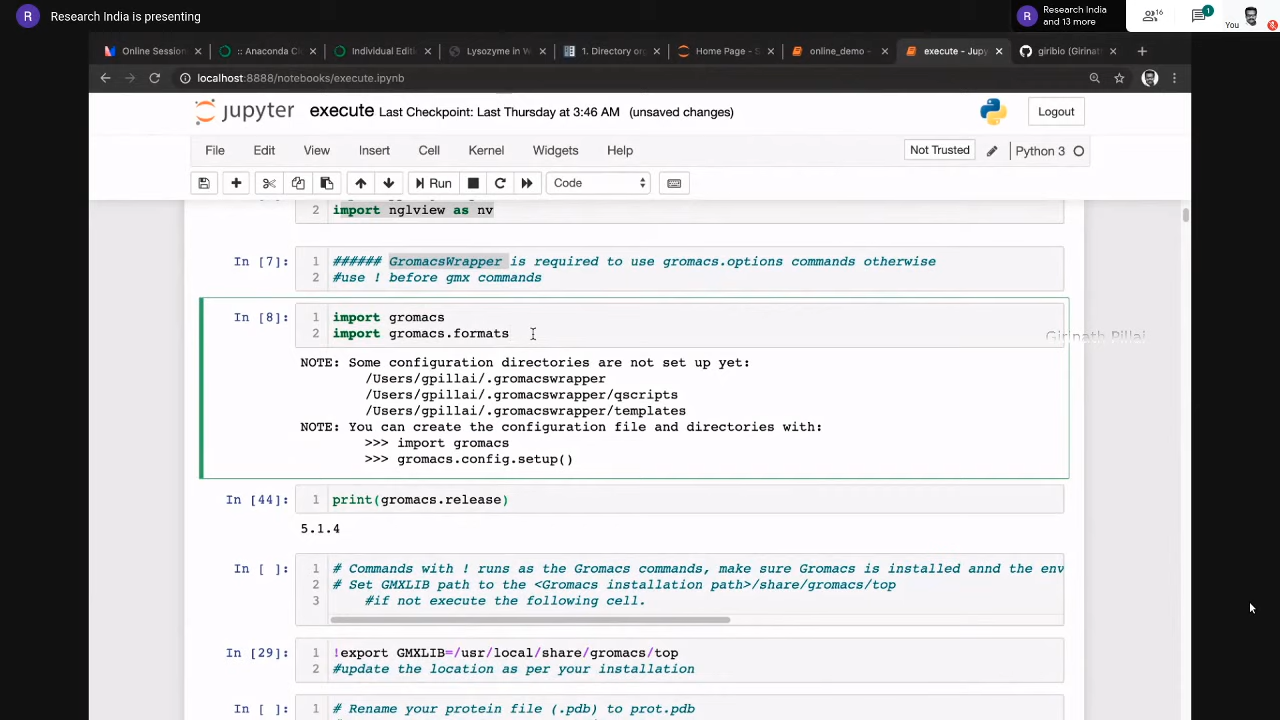 R Research India is presenting
R Research India and 13 more
16
1
You
Online Session
:: Anaconda Cl
Individual Editi
Lysozyme in W
1. Directory or
Home Page - S
online_demo -
execute - Jupy
giribio (Girinath
localhost:8888/notebooks/execute.ipynb
jupyter execute Last Checkpoint: Last Thursday at 3:46 AM (unsaved changes)
Logout
File Edit View Insert Cell Kernel Widgets Help
Not Trusted
Python 3
Run
Code
2 import nglview as nv
In [7]: 1 ###### GromacsWrapper is required to use gromacs.options commands otherwise
2 #use ! before gmx commands
In [8]: 1 import gromacs
2 import gromacs.formats
Girinath Pillai
NOTE: Some configuration directories are not set up yet:
/Users/gpillai/.gromacswrapper
/Users/gpillai/.gromacswrapper/qscripts
/Users/gpillai/.gromacswrapper/templates
NOTE: You can create the configuration file and directories with:
>>> import gromacs
>>> gromacs.config.setup()
In [44]: 1 print(gromacs.release)
5.1.4
In [ ]: 1 # Commands with ! runs as the Gromacs commands, make sure Gromacs is installed annd the env
2 # Set GMXLIB path to the <Gromacs installation path>/share/gromacs/top
3 #if not execute the following cell.
In [29]: 1 !export GMXLIB=/usr/local/share/gromacs/top
2 #update the location as per your installation
In [ ]: 1 # Rename your protein file (.pdb) to prot.pdb